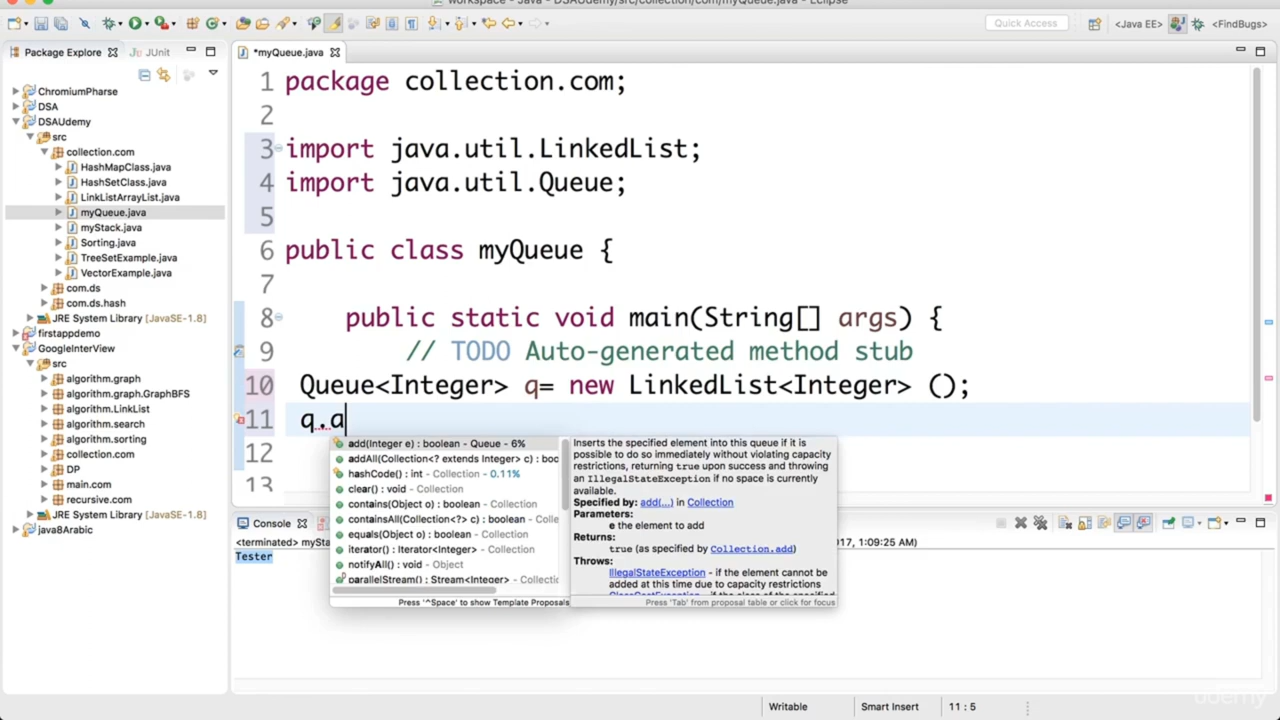 workspace - Java - DSAUdemy/src/collection/com/myQueue.java - Eclipse
Quick Access
<Java EE>
<FindBugs>
Package Explorer
JUnit
*myQueue.java
ChromiumPharse
DSA
DSAUdemy
src
collection.com
HashMapClass.java
HashSetClass.java
LinkListArrayList.java
myQueue.java
myStack.java
Sorting.java
TreeSetExample.java
VectorExample.java
com.ds
com.ds.hash
JRE System Library [JavaSE-1.8]
firstappdemo
GoogleInterView
src
algorithm.graph
algorithm.graph.GraphBFS
algorithm.LinkList
algorithm.search
algorithm.sorting
collection.com
DP
main.com
recursive.com
JRE System Library [JavaSE-1.8]
java8Arabic
1 package collection.com;
2
3 import java.util.LinkedList;
4 import java.util.Queue;
5
6 public class myQueue {
7
8 public static void main(String[] args) {
9 // TODO Auto-generated method stub
10 Queue<Integer> q= new LinkedList<Integer> ();
11 q.a
12
13
add(Integer e) : boolean - Queue - 6%
addAll(Collection<? extends Integer> c) : boo
hashCode() : int - Collection - 0.11%
clear() : void - Collection
contains(Object o) : boolean - Collection
containsAll(Collection<?> c) : boolean - Colle
equals(Object o) : boolean - Collection
iterator() : Iterator<Integer> - Collection
notifyAll() : void - Object
parallelStream() : Stream<Integer> - Collectic
Press '^Space' to show Template Proposals
Inserts the specified element into this queue if it is
possible to do so immediately without violating capacity
restrictions, returning true upon success and throwing
an IllegalStateException if no space is currently
available.
Specified by: add(...) in Collection
Parameters:
e the element to add
Returns:
true (as specified by Collection.add)
Throws:
IllegalStateException - if the element cannot be
added at this time due to capacity restrictions
ClassCastException - if the class of the specified
Press 'Tab' from proposal table or click for focus
Console
<terminated> mySta
017, 1:09:25 AM)
Tester
Writable
Smart Insert
11 : 5
udemy